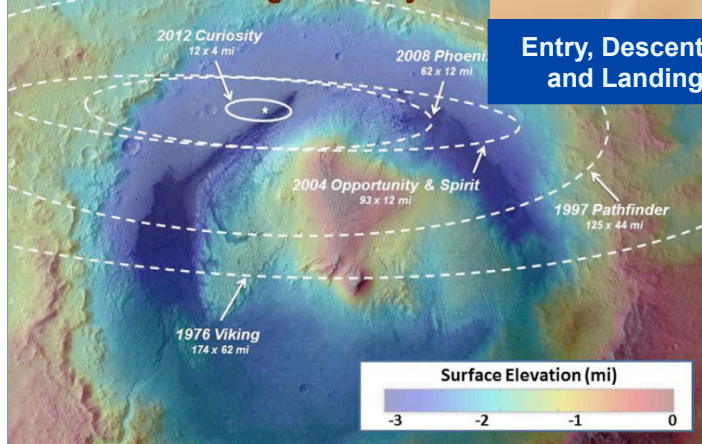 2012 Curiosity
12 x 4 mi
2008
62 x 12 mi
Entry, Descent
and Landing
2004 Opportunity & Spirit
93 x 12 mi
1997 Pathfinder
125 x 44 mi
1976 Viking
174 x 62 mi
Surface Elevation (mi)
-3 -2 -1 0